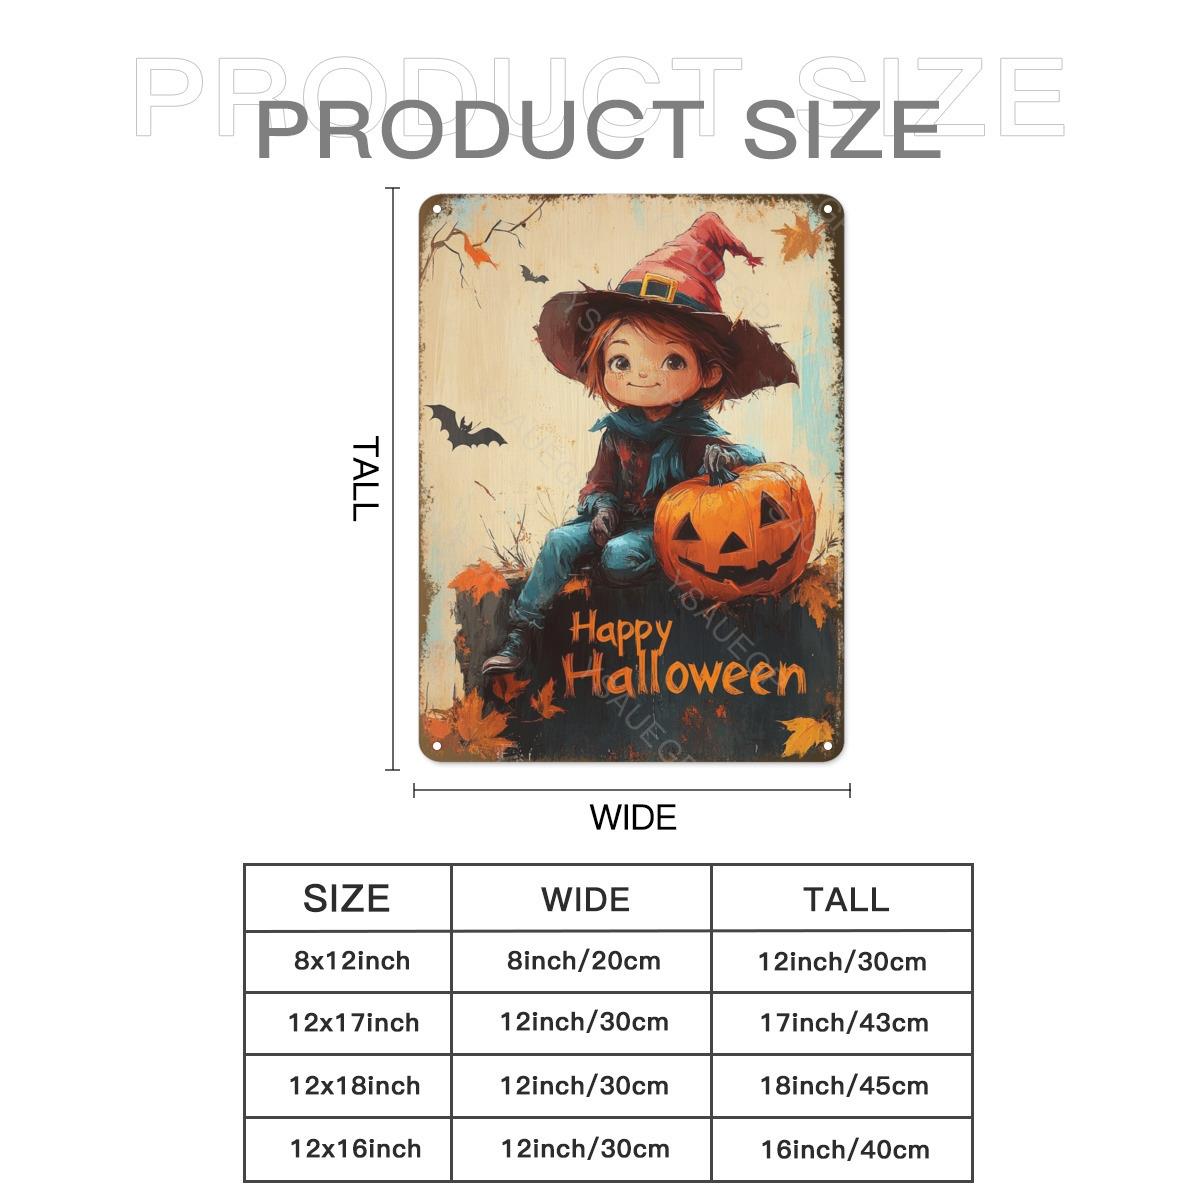 PRODUCT SIZE
PRODUCT SIZE
TALL
Happy
Halloween
YSAUEGP
WIDE
SIZE WIDE TALL
8x12inch 8inch/20cm 12inch/30cm
12x17inch 12inch/30cm 17inch/43cm
12x18inch 12inch/30cm 18inch/45cm
12x16inch 12inch/30cm 16inch/40cm